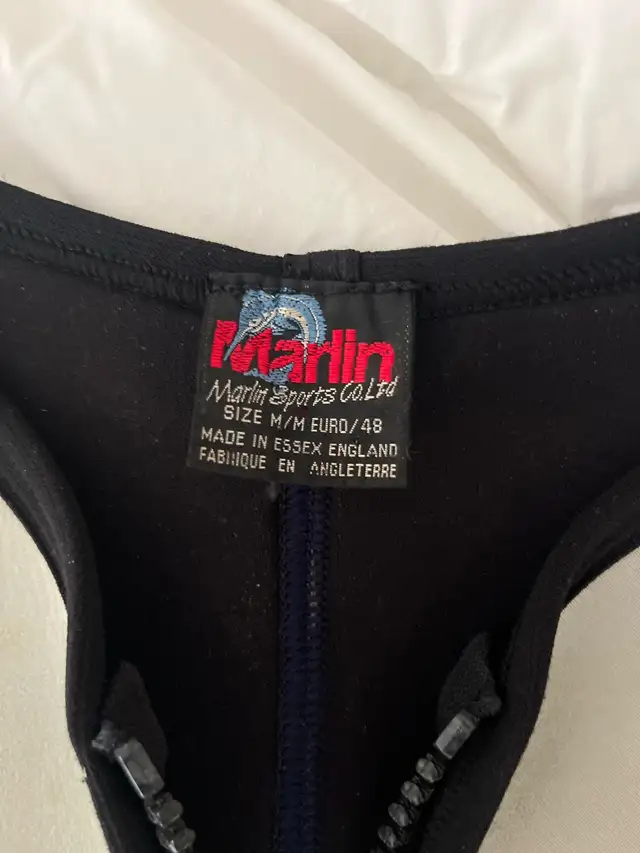 Marlin
Marlin Sports Co.Ltd
SIZE M/M EURO/48
MADE IN ESSEX ENGLAND
FABRIQUE EN ANGLETERRE